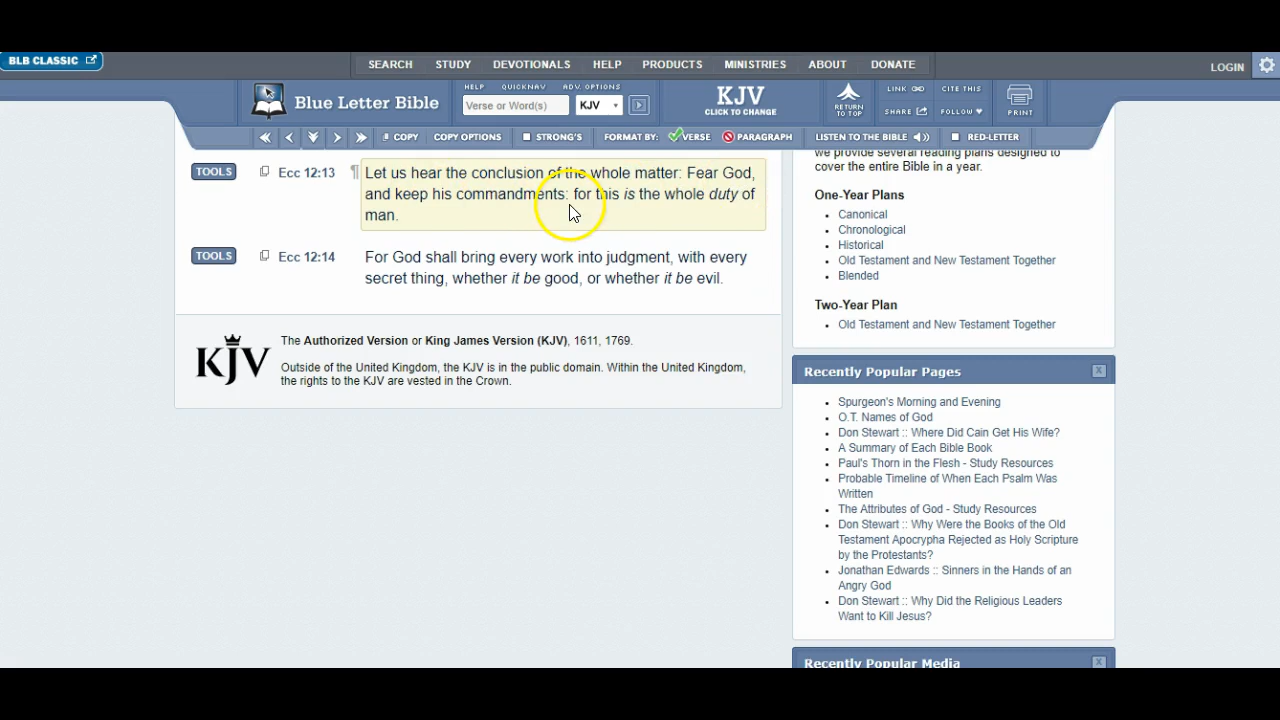 BLB CLASSIC
SEARCH STUDY DEVOTIONALS HELP PRODUCTS MINISTRIES ABOUT DONATE
LOGIN
Blue Letter Bible
HELP QUICKNAV ADV. OPTIONS
Verse or Word(s) KJV
KJV
CLICK TO CHANGE
RETURN
TO TOP
LINK CITE THIS
SHARE FOLLOW
PRINT
COPY COPY OPTIONS STRONG'S FORMAT BY: VERSE PARAGRAPH LISTEN TO THE BIBLE RED-LETTER
TOOLS Ecc 12:13 ¶ Let us hear the conclusion of the whole matter: Fear God,
and keep his commandments: for this is the whole duty of
man.
TOOLS Ecc 12:14 For God shall bring every work into judgment, with every
secret thing, whether it be good, or whether it be evil.
KJV
The Authorized Version or King James Version (KJV), 1611, 1769.
Outside of the United Kingdom, the KJV is in the public domain. Within the United Kingdom,
the rights to the KJV are vested in the Crown.
we provide several reading plans designed to
cover the entire Bible in a year.
One-Year Plans
Canonical
Chronological
Historical
Old Testament and New Testament Together
Blended
Two-Year Plan
Old Testament and New Testament Together
Recently Popular Pages X
Spurgeon's Morning and Evening
O.T. Names of God
Don Stewart :: Where Did Cain Get His Wife?
A Summary of Each Bible Book
Paul's Thorn in the Flesh - Study Resources
Probable Timeline of When Each Psalm Was
Written
The Attributes of God - Study Resources
Don Stewart :: Why Were the Books of the Old
Testament Apocrypha Rejected as Holy Scripture
by the Protestants?
Jonathan Edwards :: Sinners in the Hands of an
Angry God
Don Stewart :: Why Did the Religious Leaders
Want to Kill Jesus?
Recently Popular Media X